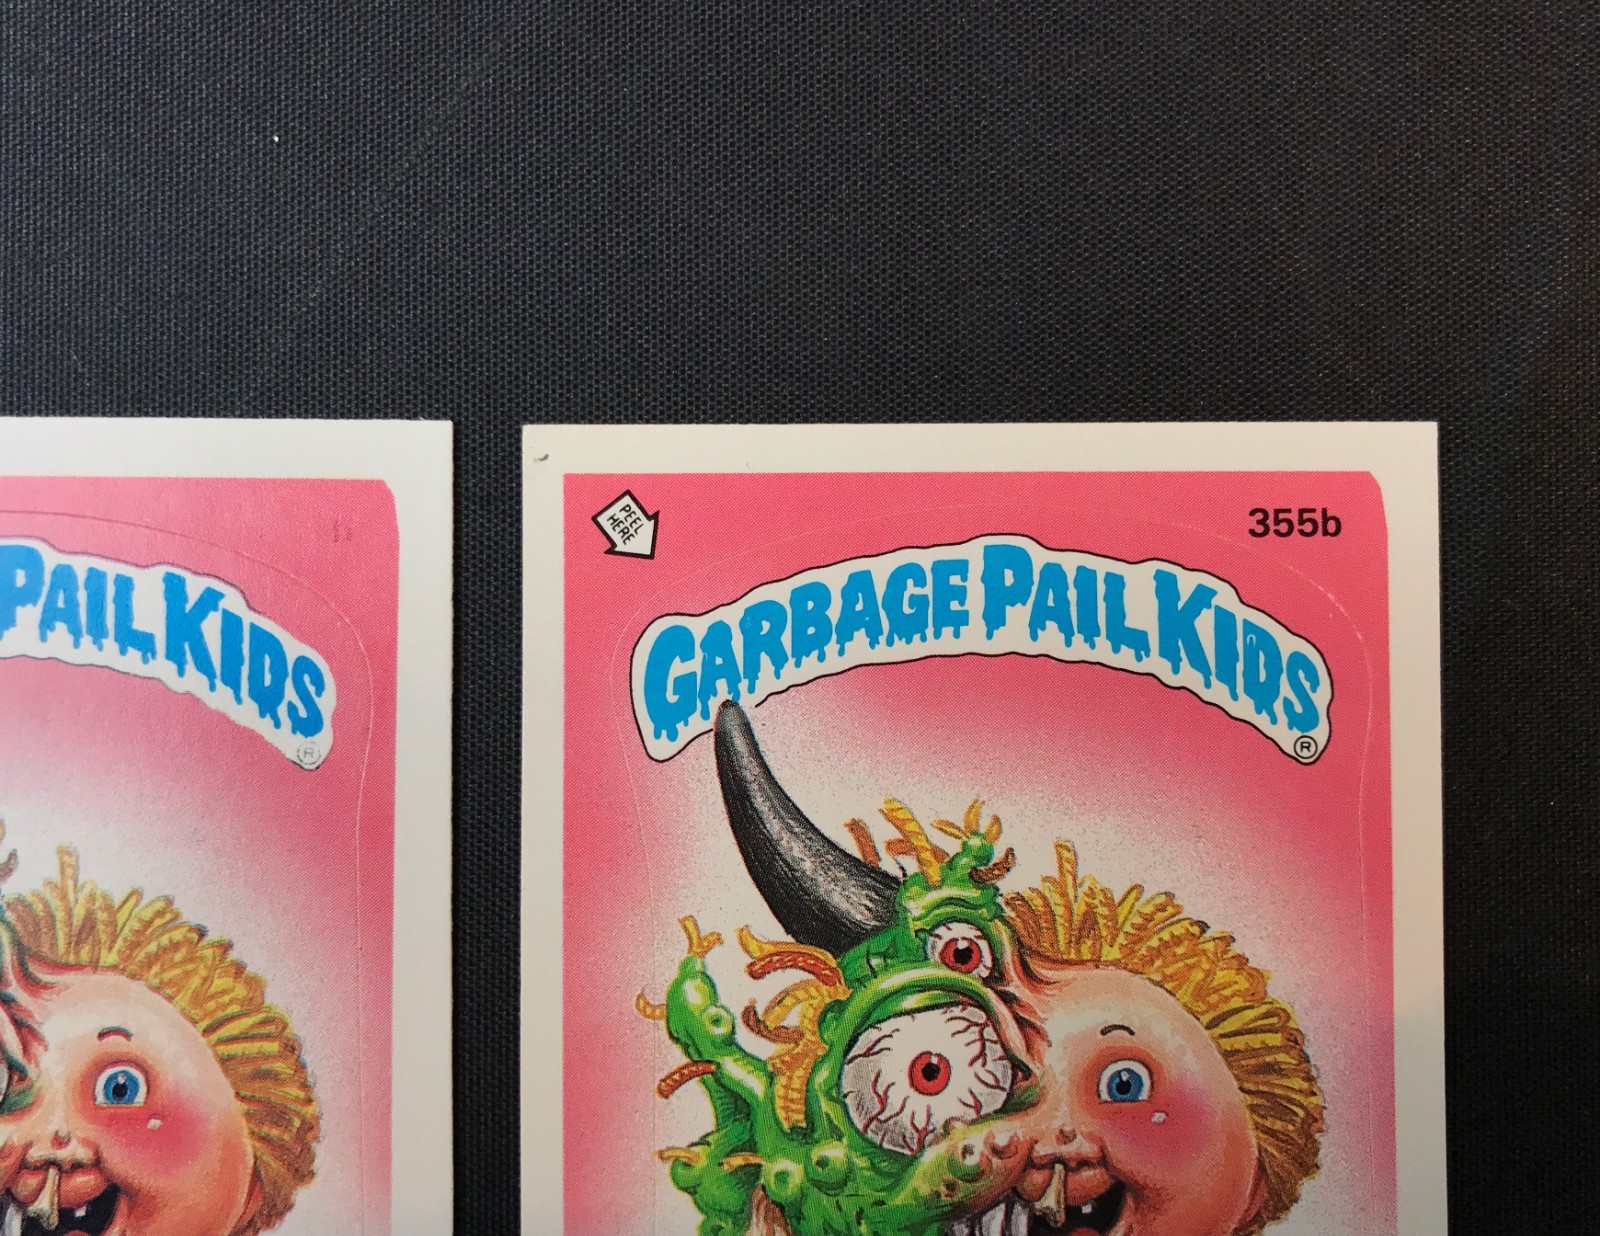 PAIL KIDS
®
PEEL
HERE
355b
GARBAGE PAIL KIDS
®